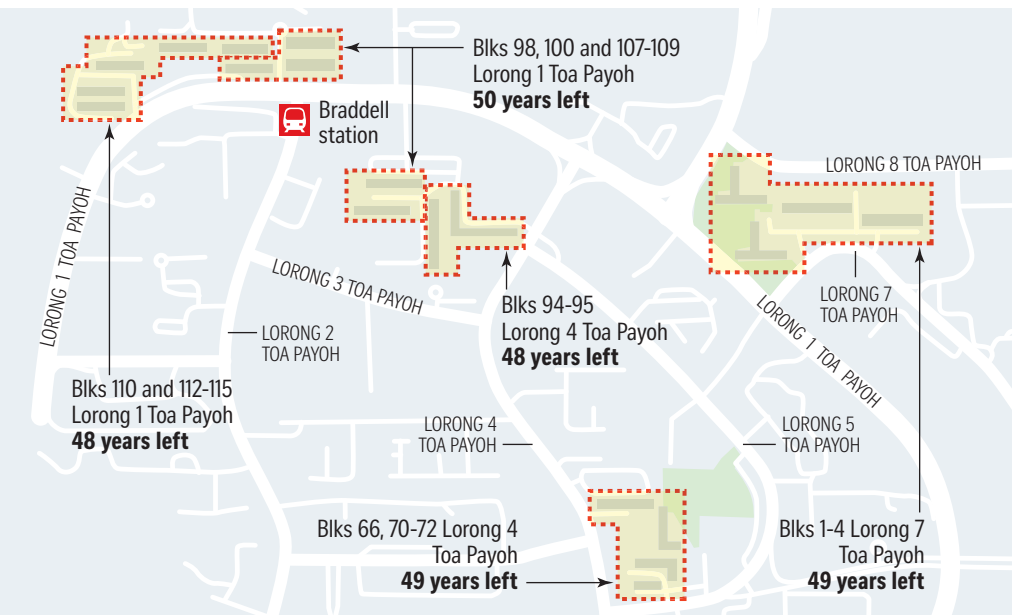 Blks 98, 100 and 107-109
Lorong 1 Toa Payoh
50 years left
Braddell
station
LORONG 8 TOA PAYOH
LORONG 1 TOA PAYOH
LORONG 3 TOA PAYOH
LORONG 7
TOA PAYOH
Blks 94-95
Lorong 4 Toa Payoh
48 years left
LORONG 1 TOA PAYOH
LORONG 2
TOA PAYOH
Blks 110 and 112-115
Lorong 1 Toa Payoh
48 years left
LORONG 4
TOA PAYOH
LORONG 5
TOA PAYOH
Blks 66, 70-72 Lorong 4
Toa Payoh
49 years left
Blks 1-4 Lorong 7
Toa Payoh
49 years left